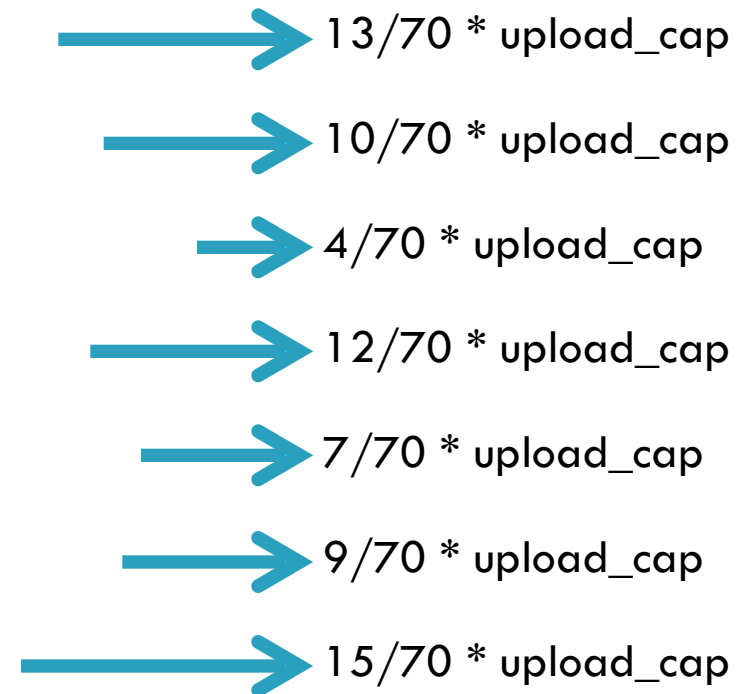 13/70 * upload_cap
10/70 * upload_cap
4/70 * upload_cap
12/70 * upload_cap
7/70 * upload_cap
9/70 * upload_cap
15/70 * upload_cap